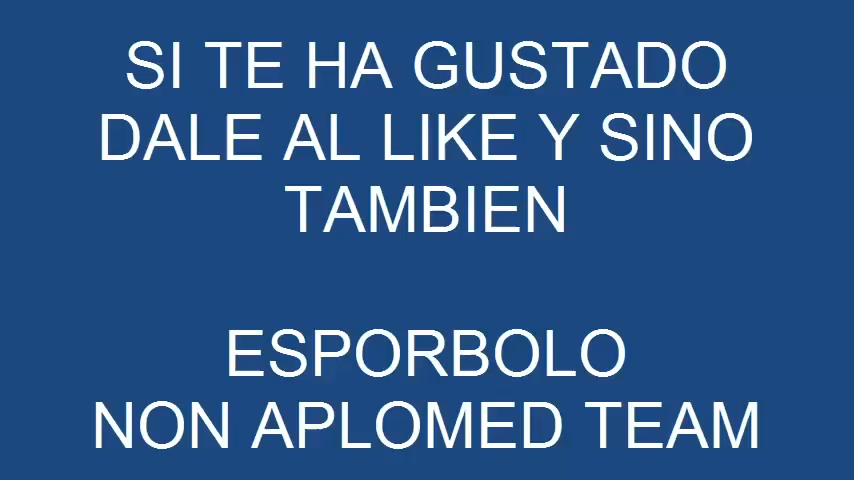 SI TE HA GUSTADO
DALE AL LIKE Y SINO
TAMBIEN
ESPORBOLO
NON APLOMED TEAM